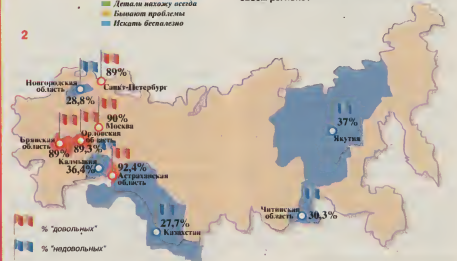 Детали нахожу всегда
Бывают проблемы
Искать бесполезно
2
89%
Санкт-Петербург
Новгородская
область
28,8%
90%
Москва
Брянская
область
89%
Орловская
область
89,3%
Калмыкия
36,4%
92,4%
Астраханская
область
27,7%
Казахстан
37%
Якутия
Читинская
область
30,3%
% "довольных"
% "недовольных"